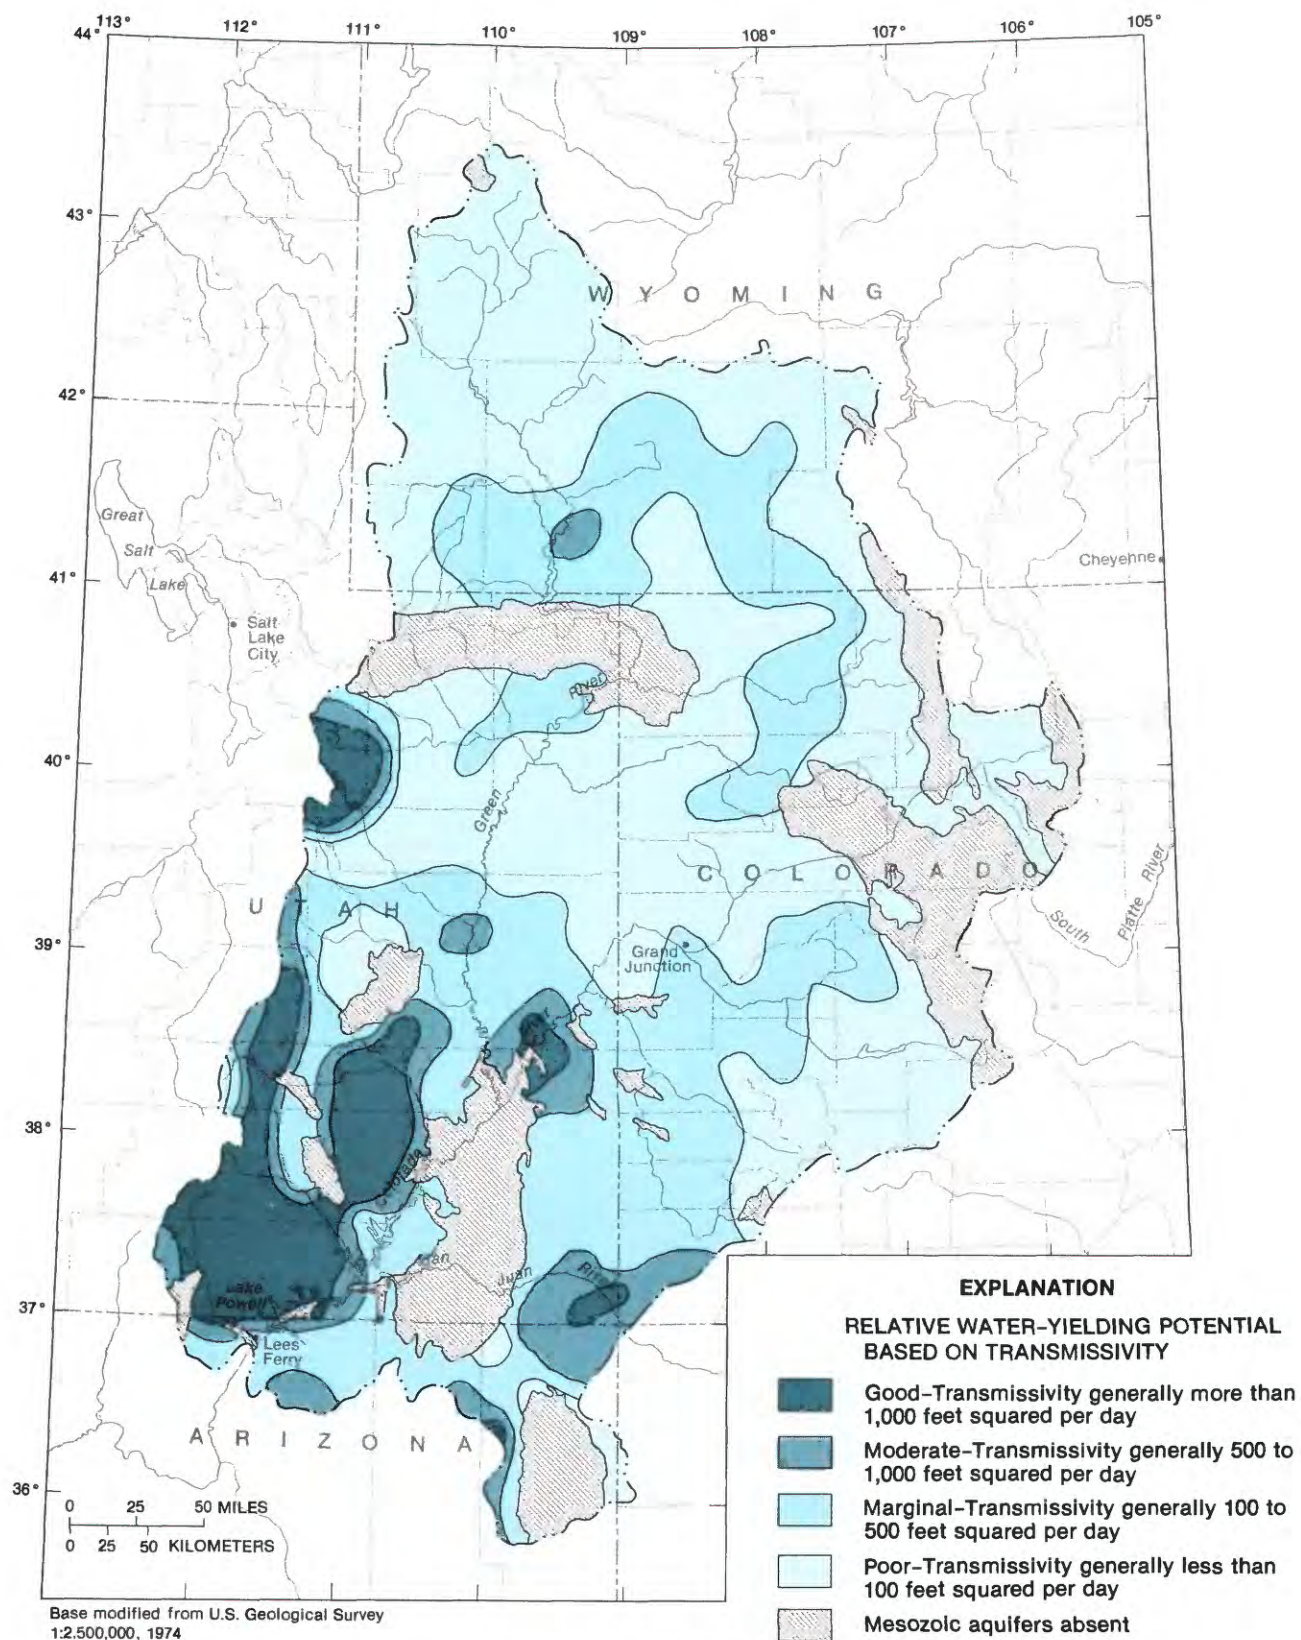 113°
112°
111°
110°
109°
108°
107°
106°
105°
44°
43°
W Y O M I N G
42°
Great
Salt
Lake
41°
Cheyenne
Salt
Lake
City
River
40°
Green
C O L O R A D O
South
Platte River
U T A H
39°
Grand
Junction
38°
Colorado
San
Juan
River
Lake
Powell
37°
Lees
Ferry
A R I Z O N A
36°
0 25 50 MILES
0 25 50 KILOMETERS
Base modified from U.S. Geological Survey
1:2,500,000, 1974
EXPLANATION
RELATIVE WATER-YIELDING POTENTIAL
BASED ON TRANSMISSIVITY
Good-Transmissivity generally more than
1,000 feet squared per day
Moderate-Transmissivity generally 500 to
1,000 feet squared per day
Marginal-Transmissivity generally 100 to
500 feet squared per day
Poor-Transmissivity generally less than
100 feet squared per day
Mesozoic aquifers absent